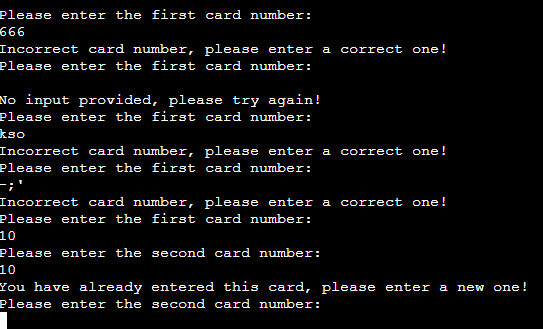 Please enter the first card number:
666
Incorrect card number, please enter a correct one!
Please enter the first card number:

No input provided, please try again!
Please enter the first card number:
kso
Incorrect card number, please enter a correct one!
Please enter the first card number:
-;'
Incorrect card number, please enter a correct one!
Please enter the first card number:
10
Please enter the second card number:
10
You have already entered this card, please enter a new one!
Please enter the second card number: